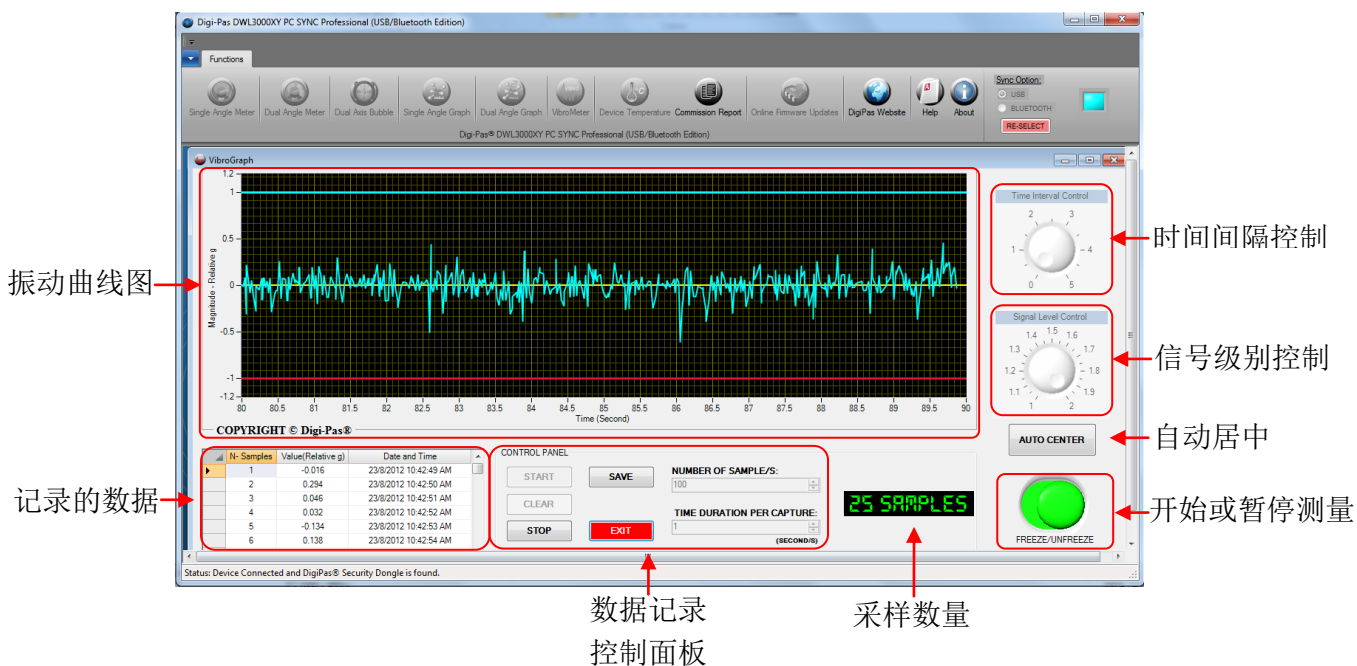 Digi-Pas DWL3000XY PC SYNC Professional (USB/Bluetooth Edition)
Functions
Single Angle Meter
Dual Angle Meter
Dual Axis Bubble
Single Angle Graph
Dual Angle Graph
VibroMeter
Device Temperature
Commission Report
Online Firmware Updates
DigiPas Website
Help
About
Digi-Pas® DWL3000XY PC SYNC Professional (USB/Bluetooth Edition)
Sync Option:
USB
BLUETOOTH
RE-SELECT
VibroGraph
Magnitude - Relative g
1.2
1
0.5
0
-0.5
-1
-1.2
80 80.5 81 81.5 82 82.5 83 83.5 84 84.5 85 85.5 86 86.5 87 87.5 88 88.5 89 89.5 90
Time (Second)
COPYRIGHT © Digi-Pas®
振动曲线图
Time Interval Control
2 3
1 4
0 5
时间间隔控制
Signal Level Control
1.4 1.5 1.6
1.3 1.7
1.2 1.8
1.1 1.9
1 2
信号级别控制
AUTO CENTER
自动居中
FREEZE/UNFREEZE
开始或暂停测量
记录的数据
N- Samples Value(Relative g) Date and Time
1 -0.016 23/8/2012 10:42:49 AM
2 0.294 23/8/2012 10:42:50 AM
3 0.046 23/8/2012 10:42:51 AM
4 0.032 23/8/2012 10:42:52 AM
5 -0.134 23/8/2012 10:42:53 AM
6 0.138 23/8/2012 10:42:54 AM
CONTROL PANEL
START
CLEAR
STOP
SAVE
EXIT
NUMBER OF SAMPLE/S:
100
TIME DURATION PER CAPTURE:
1
(SECOND/S)
25 SAMPLES
Status: Device Connected and DigiPas® Security Dongle is found.
数据记录
控制面板
采样数量